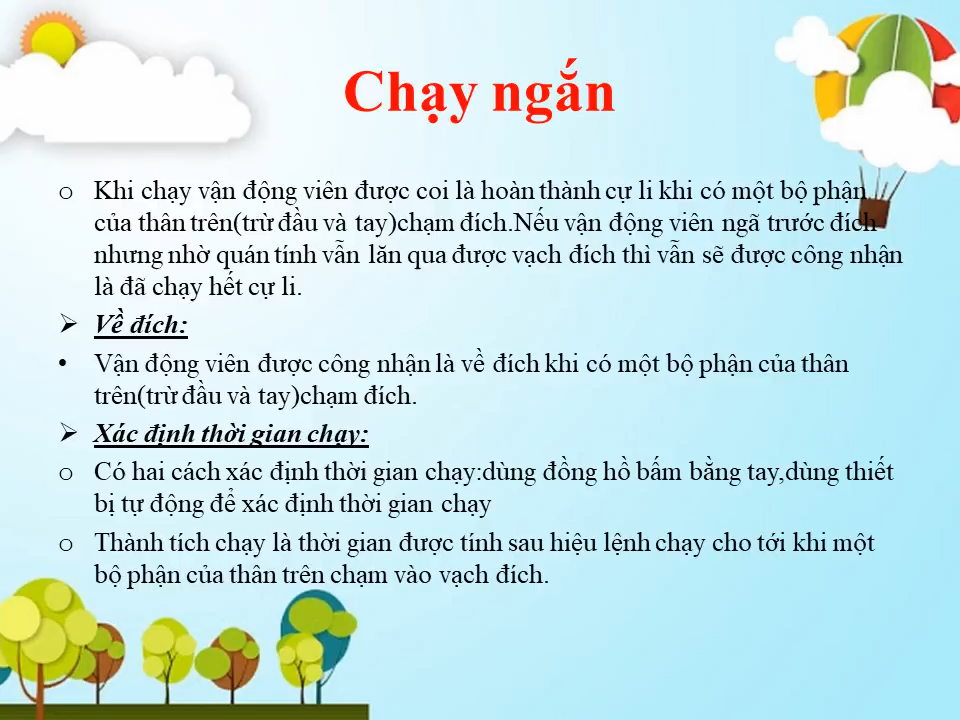 Chạy ngắn
o Khi chạy vận động viên được coi là hoàn thành cự li khi có một bộ phận
của thân trên(trừ đầu và tay)chạm đích.Nếu vận động viên ngã trước đích
nhưng nhờ quán tính vẫn lăn qua được vạch đích thì vẫn sẽ được công nhận
là đã chạy hết cự li.
➢ Về đích:
• Vận động viên được công nhận là về đích khi có một bộ phận của thân
trên(trừ đầu và tay)chạm đích.
➢ Xác định thời gian chạy:
o Có hai cách xác định thời gian chạy:dùng đồng hồ bấm bằng tay,dùng thiết
bị tự động để xác định thời gian chạy
o Thành tích chạy là thời gian được tính sau hiệu lệnh chạy cho tới khi một
bộ phận của thân trên chạm vào vạch đích.